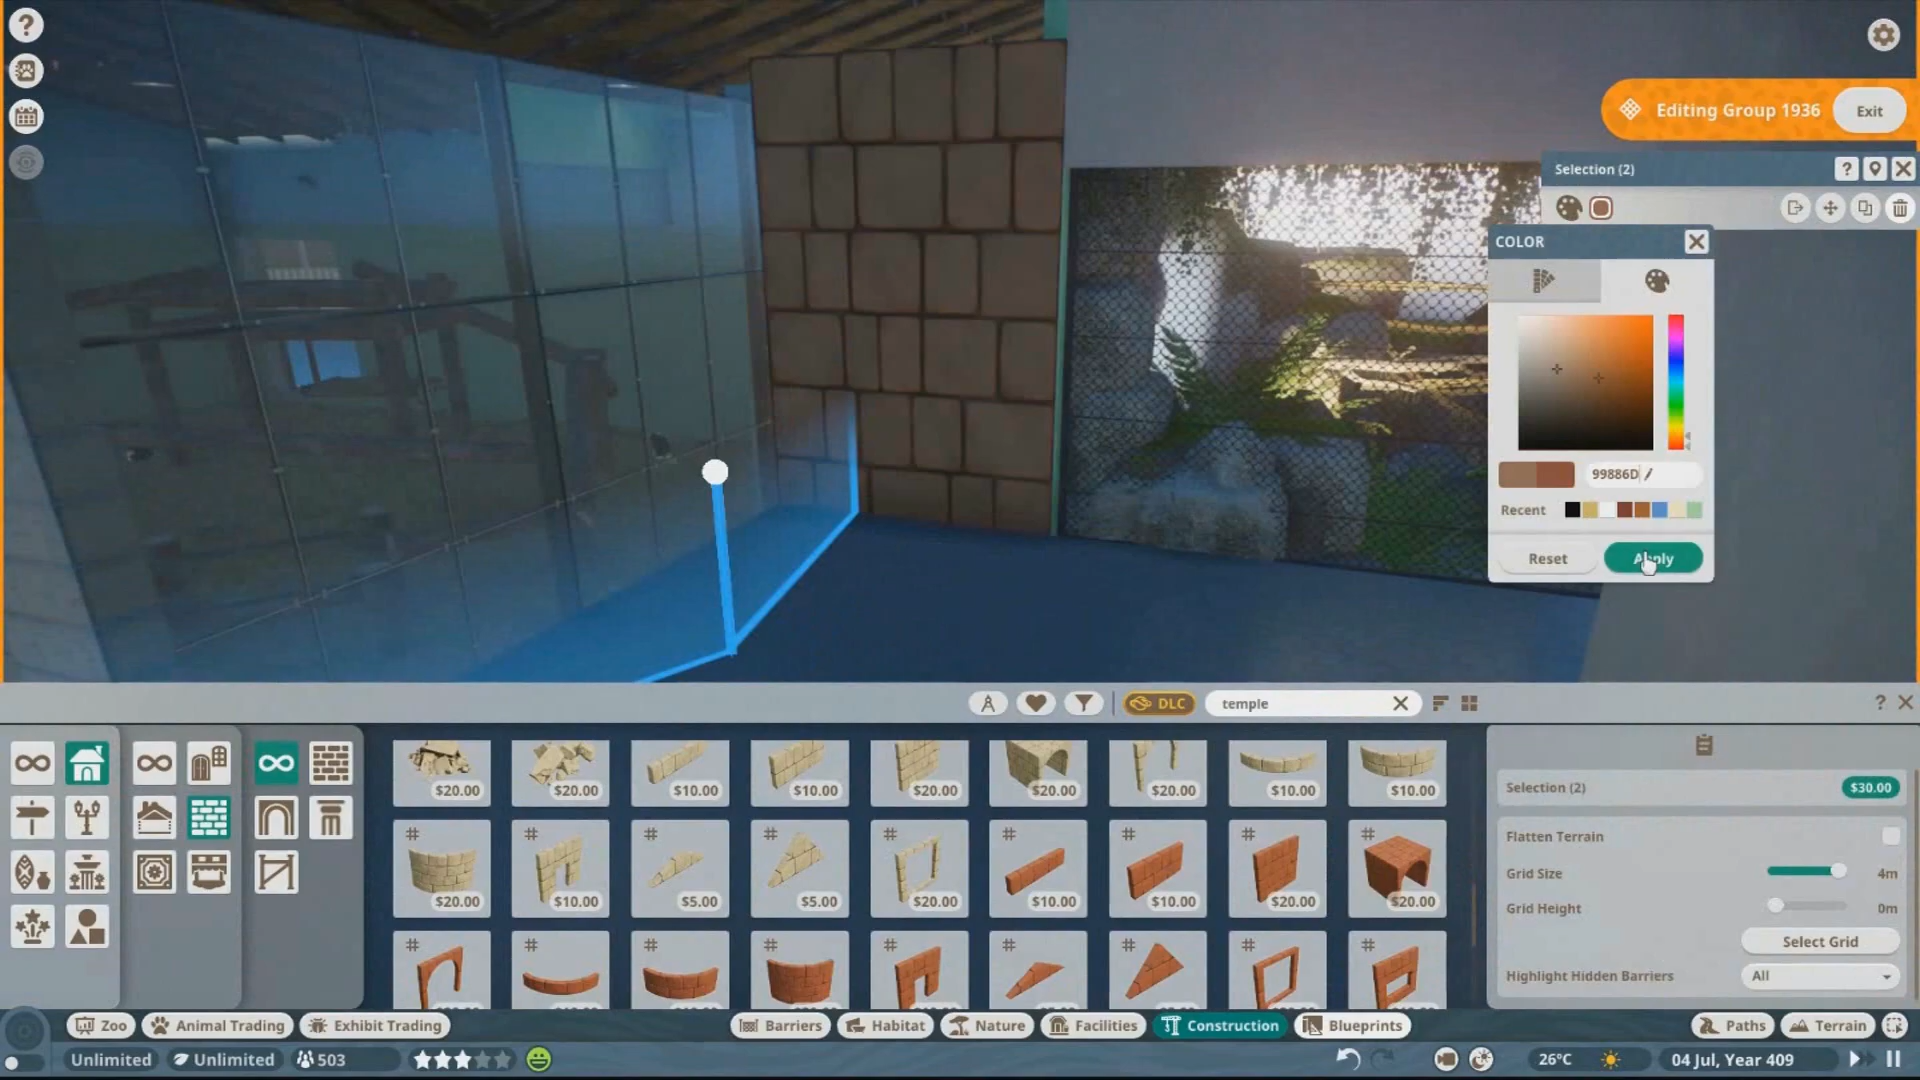 Editing Group 1936
Exit
Selection (2)
COLOR
99886D
Recent
Reset
Apply
DLC
temple
$20.00 $20.00 $10.00 $10.00 $20.00 $20.00 $20.00 $10.00 $10.00
$20.00 $10.00 $5.00 $5.00 $20.00 $10.00 $10.00 $20.00 $20.00
Selection (2) $30.00
Flatten Terrain
Grid Size 4m
Grid Height 0m
Select Grid
Highlight Hidden Barriers All
Zoo Animal Trading Exhibit Trading Barriers Habitat Nature Facilities Construction Blueprints Paths Terrain
Unlimited Unlimited 503 26°C 04 Jul, Year 409